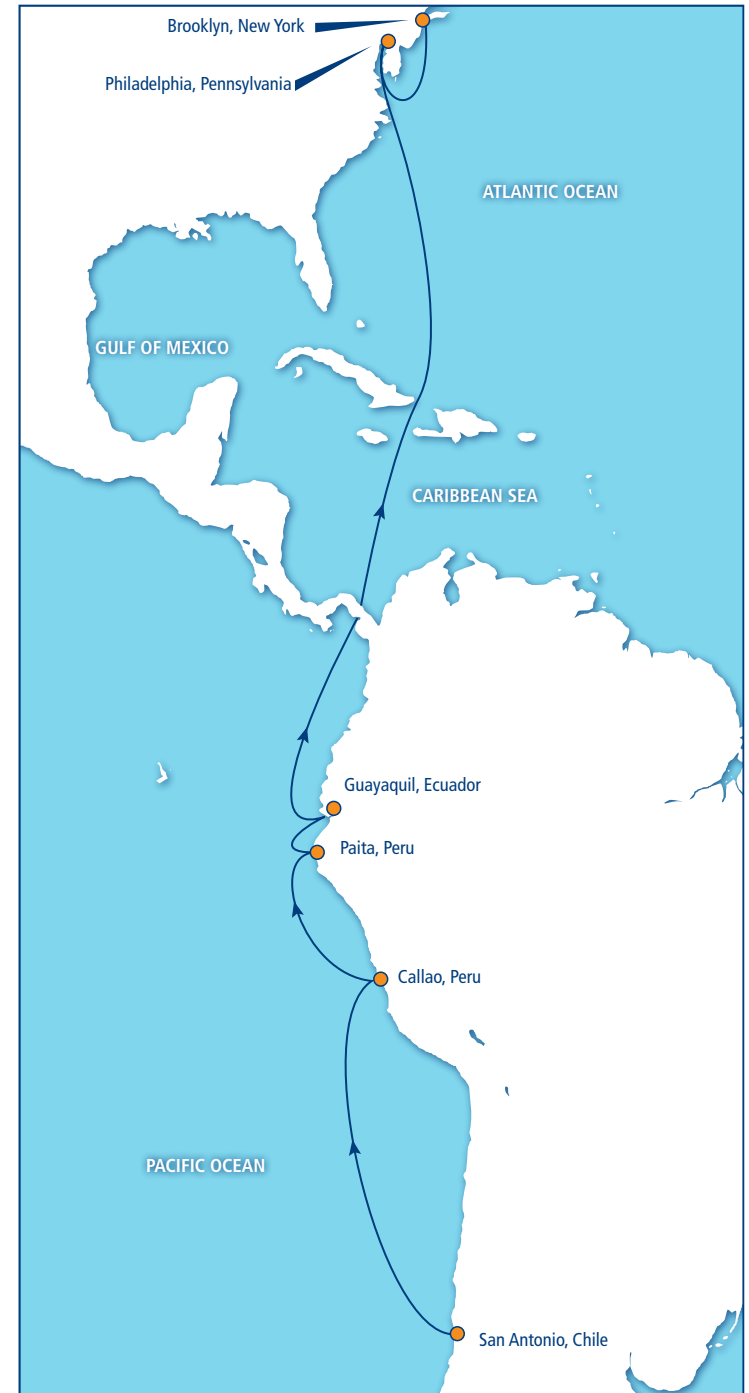 Brooklyn, New York
Philadelphia, Pennsylvania
ATLANTIC OCEAN
GULF OF MEXICO
CARIBBEAN SEA
Guayaquil, Ecuador
Paita, Peru
Callao, Peru
PACIFIC OCEAN
San Antonio, Chile